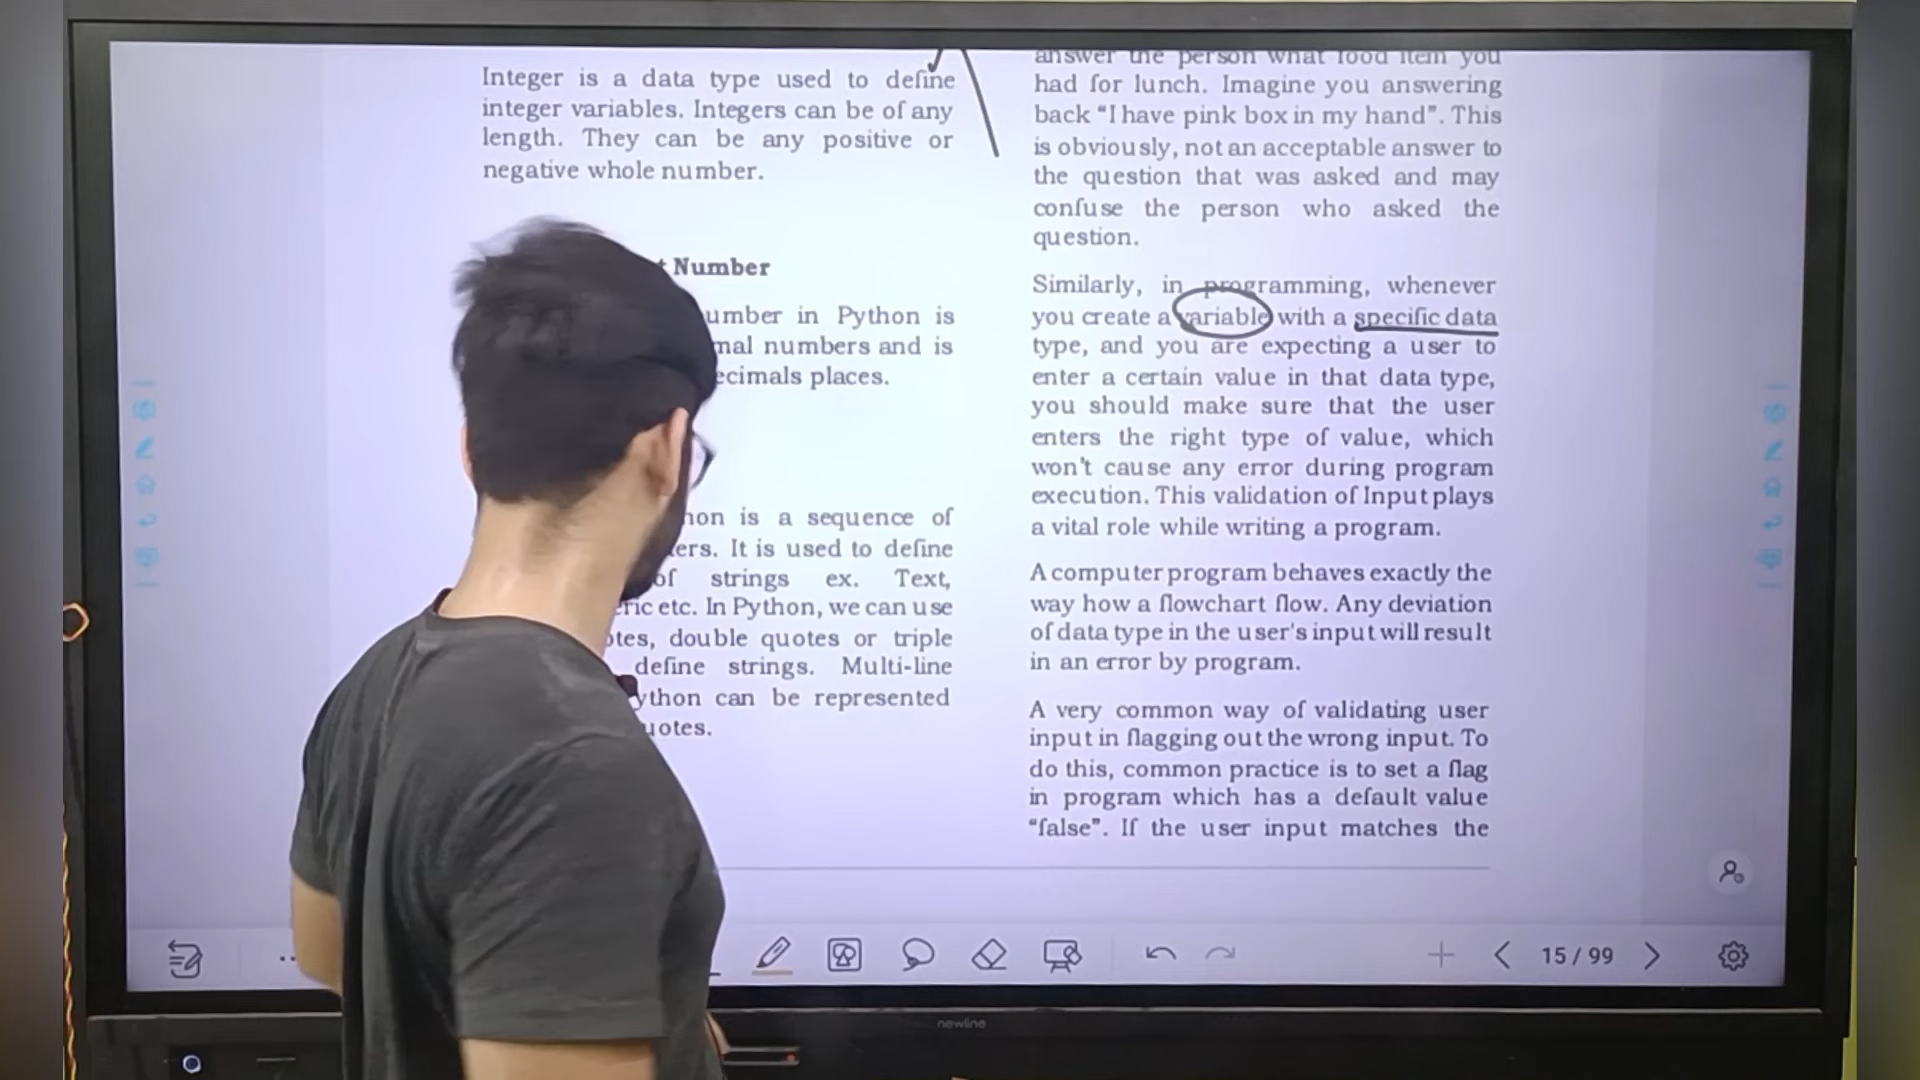 Integer is a data type used to define
integer variables. Integers can be of any
length. They can be any positive or
negative whole number.
Number
number in Python is
numbers and is
places.
is a sequence of
It is used to define
of strings ex. Text,
etc. In Python, we can use
double quotes or triple
define strings. Multi-line
can be represented
answer the person what food item you
had for lunch. Imagine you answering
back “I have pink box in my hand”. This
is obviously, not an acceptable answer to
the question that was asked and may
confuse the person who asked the
question.
Similarly, in programming, whenever
you create a variable with a specific data
type, and you are expecting a user to
enter a certain value in that data type,
you should make sure that the user
enters the right type of value, which
won't cause any error during program
execution. This validation of Input plays
a vital role while writing a program.
A computer program behaves exactly the
way how a flowchart flow. Any deviation
of data type in the user's input will result
in an error by program.
A very common way of validating user
input in flagging out the wrong input. To
do this, common practice is to set a flag
in program which has a default value
“false”. If the user input matches the
15 / 99
newline